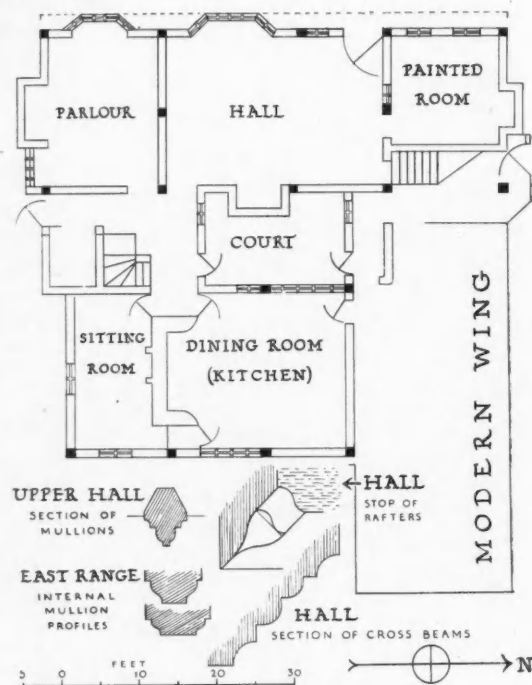 PARLOUR
HALL
PAINTED
ROOM
COURT
SITTING
ROOM
DINING ROOM
(KITCHEN)
MODERN WING
UPPER HALL
SECTION OF
MULLIONS
HALL
STOP OF
RAFTERS
EAST RANGE
INTERNAL
MULLION
PROFILES
HALL
SECTION OF CROSS BEAMS
FEET
5 0 10 20 30
N